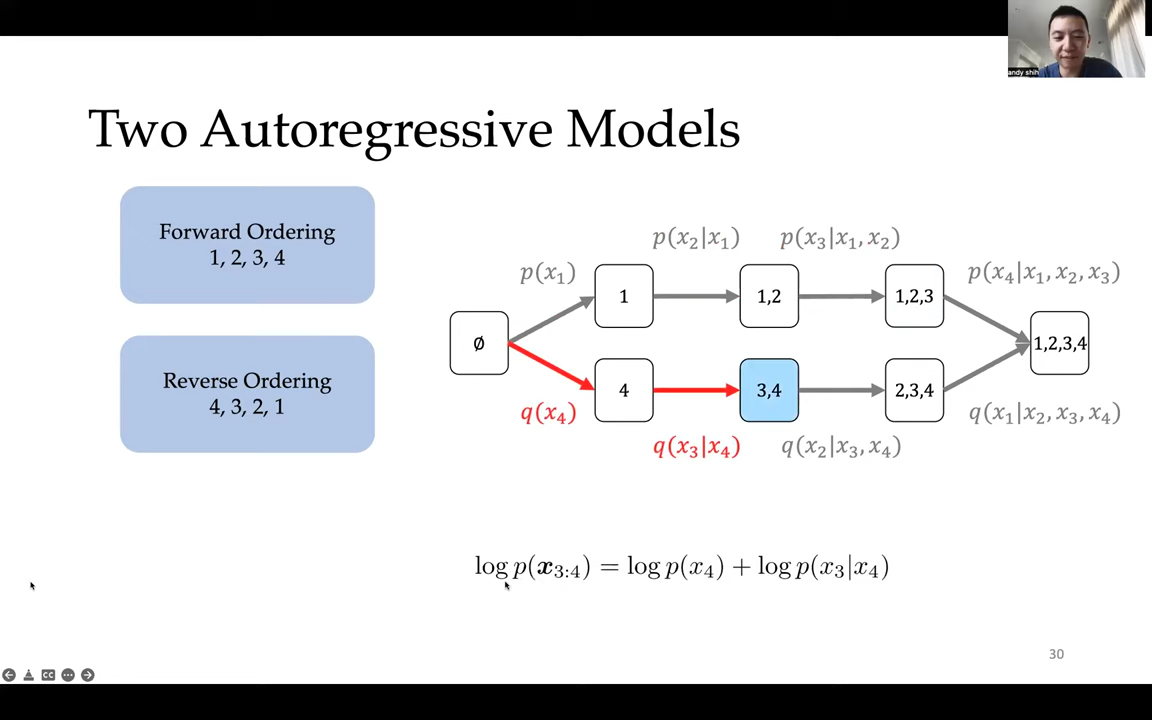 andy shih
Two Autoregressive Models
Forward Ordering
1, 2, 3, 4
Reverse Ordering
4, 3, 2, 1
p(x₂|x₁)
p(x₃|x₁, x₂)
p(x₁)
p(x₄|x₁, x₂, x₃)
1
1,2
1,2,3
∅
1,2,3,4
4
3,4
2,3,4
q(x₄)
q(x₁|x₂, x₃, x₄)
q(x₃|x₄)
q(x₂|x₃, x₄)
log p(x₃:₄) = log p(x₄) + log p(x₃|x₄)
30
CC